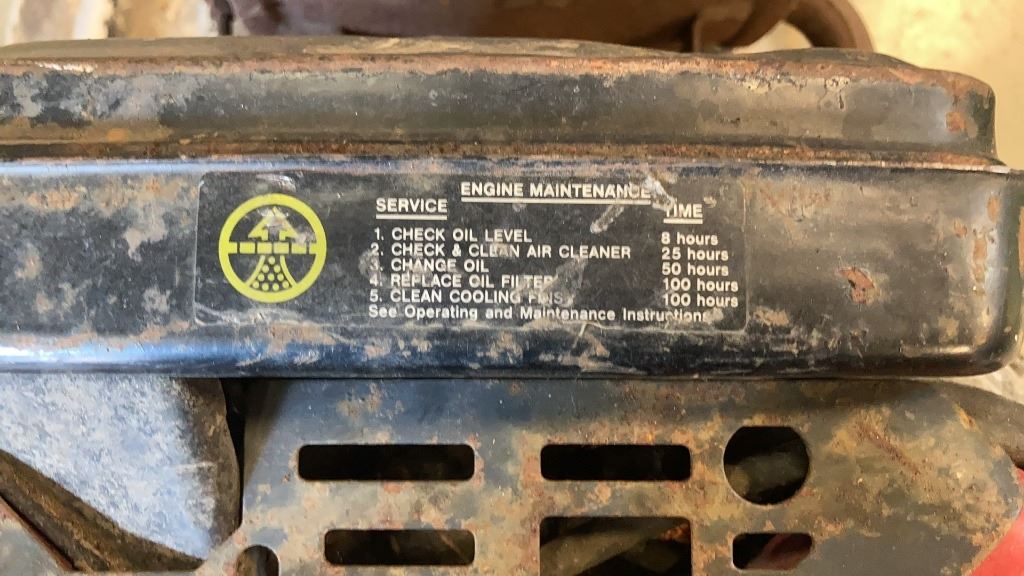 ENGINE MAINTENANCE
SERVICE TIME
1. CHECK OIL LEVEL 8 hours
2. CHECK & CLEAN AIR CLEANER 25 hours
3. CHANGE OIL 50 hours
4. REPLACE OIL FILTER 100 hours
5. CLEAN COOLING FINS 100 hours
See Operating and Maintenance Instructions